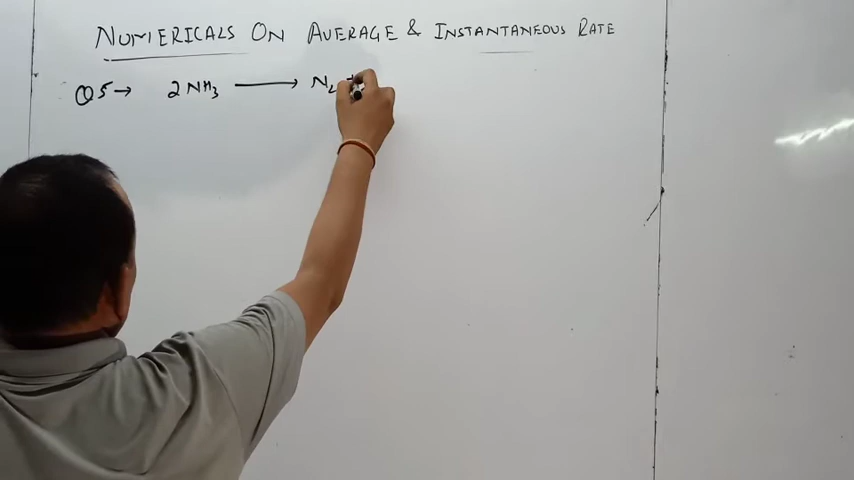 NUMERICALS ON AVERAGE & INSTANTANEOUS RATE
Q5→ 2NH₃ ⟶ N₂ +